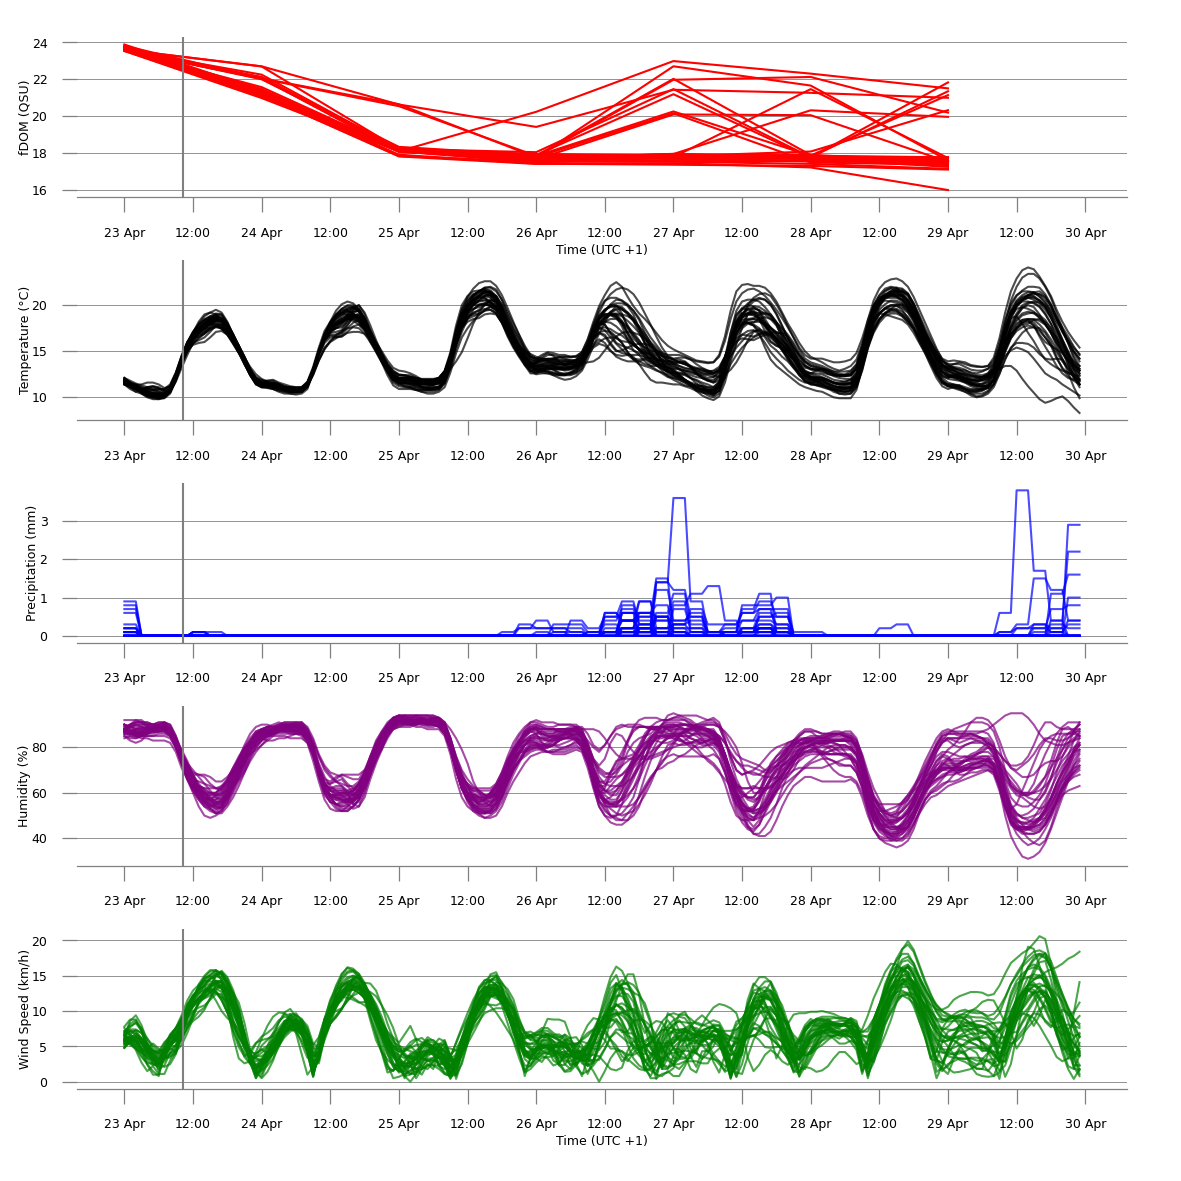 fDOM (QSU)
24
22
20
18
16
23 Apr 12:00 24 Apr 12:00 25 Apr 12:00 26 Apr 12:00 27 Apr 12:00 28 Apr 12:00 29 Apr 12:00 30 Apr
Time (UTC +1)
Temperature (°C)
20
15
10
23 Apr 12:00 24 Apr 12:00 25 Apr 12:00 26 Apr 12:00 27 Apr 12:00 28 Apr 12:00 29 Apr 12:00 30 Apr
Precipitation (mm)
3
2
1
0
23 Apr 12:00 24 Apr 12:00 25 Apr 12:00 26 Apr 12:00 27 Apr 12:00 28 Apr 12:00 29 Apr 12:00 30 Apr
Humidity (%)
80
60
40
23 Apr 12:00 24 Apr 12:00 25 Apr 12:00 26 Apr 12:00 27 Apr 12:00 28 Apr 12:00 29 Apr 12:00 30 Apr
Wind Speed (km/h)
20
15
10
5
0
23 Apr 12:00 24 Apr 12:00 25 Apr 12:00 26 Apr 12:00 27 Apr 12:00 28 Apr 12:00 29 Apr 12:00 30 Apr
Time (UTC +1)